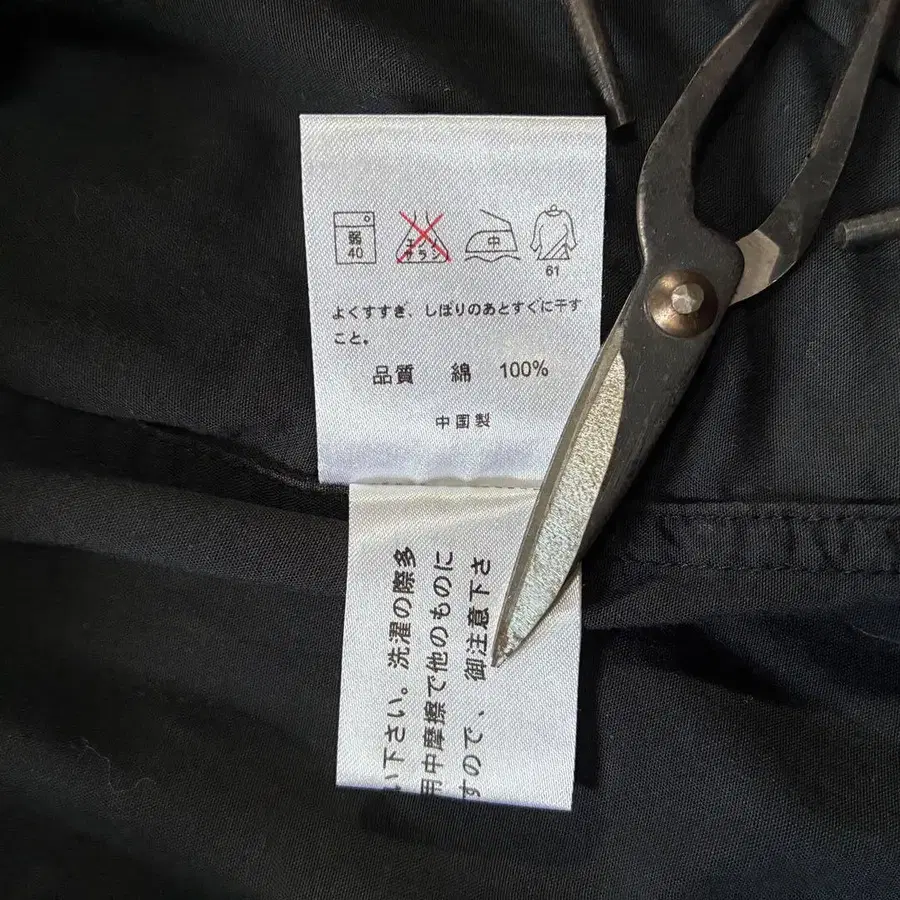 弱
40
エンソ
サラシ
中
61
よくすすぎ、しぼりのあとすぐに干す
こと。
品質 綿 100%
中国製
い下さい。洗濯の際多
用中摩擦で他のものに
すので、御注意下さ